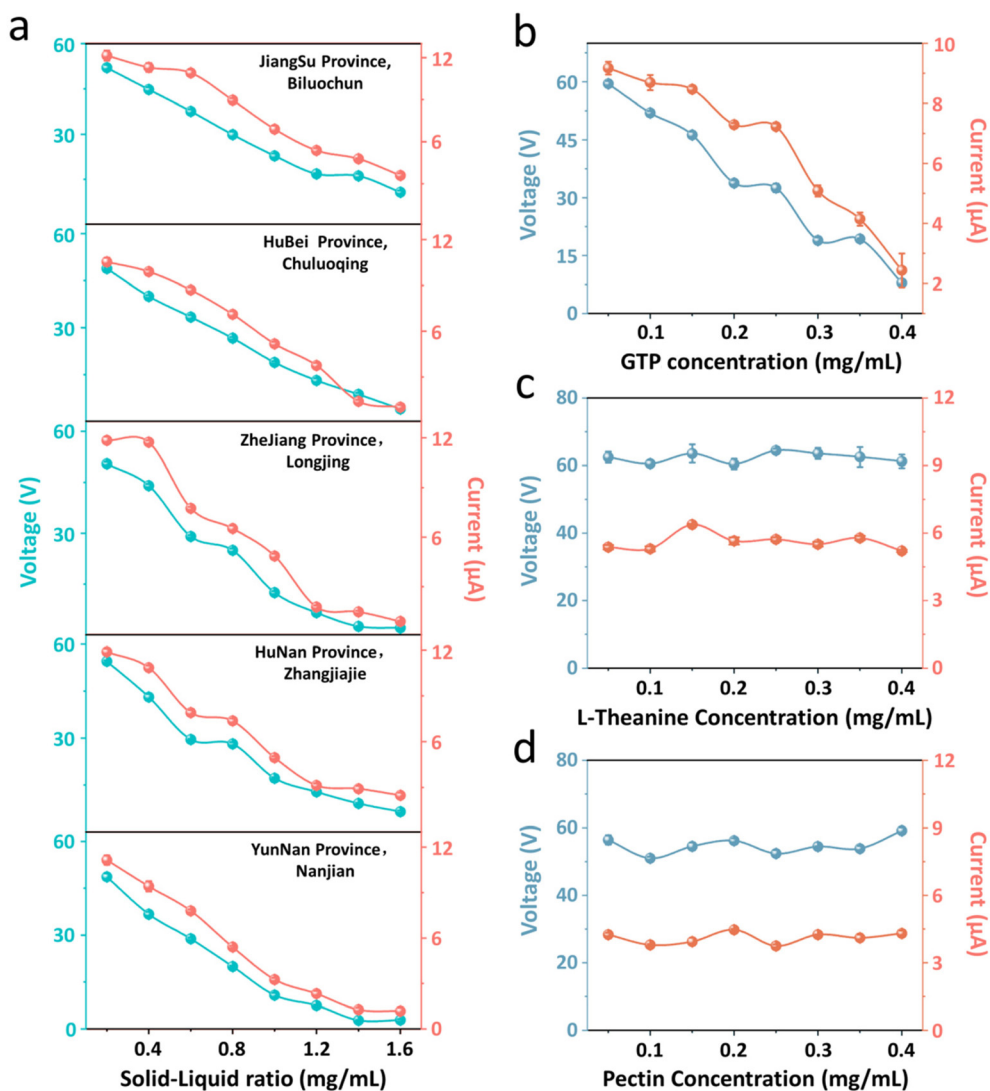 a
60
30
60
30
60
30
60
30
60
30
0
Voltage (V)
JiangSu Province,
Biluochun
HuBei Province,
Chuluoqing
ZheJiang Province,
Longjing
HuNan Province,
Zhangjiajie
YunNan Province,
Nanjian
12
6
12
6
12
6
12
6
12
6
0
Current (μA)
0.4 0.8 1.2 1.6
Solid-Liquid ratio (mg/mL)
b
60
45
30
15
0
Voltage (V)
10
8
6
4
2
Current (μA)
0.1 0.2 0.3 0.4
GTP concentration (mg/mL)
c
80
60
40
20
0
Voltage (V)
12
9
6
3
0
Current (μA)
0.1 0.2 0.3 0.4
L-Theanine Concentration (mg/mL)
d
80
60
40
20
0
Voltage (V)
12
9
6
3
0
Current (μA)
0.1 0.2 0.3 0.4
Pectin Concentration (mg/mL)